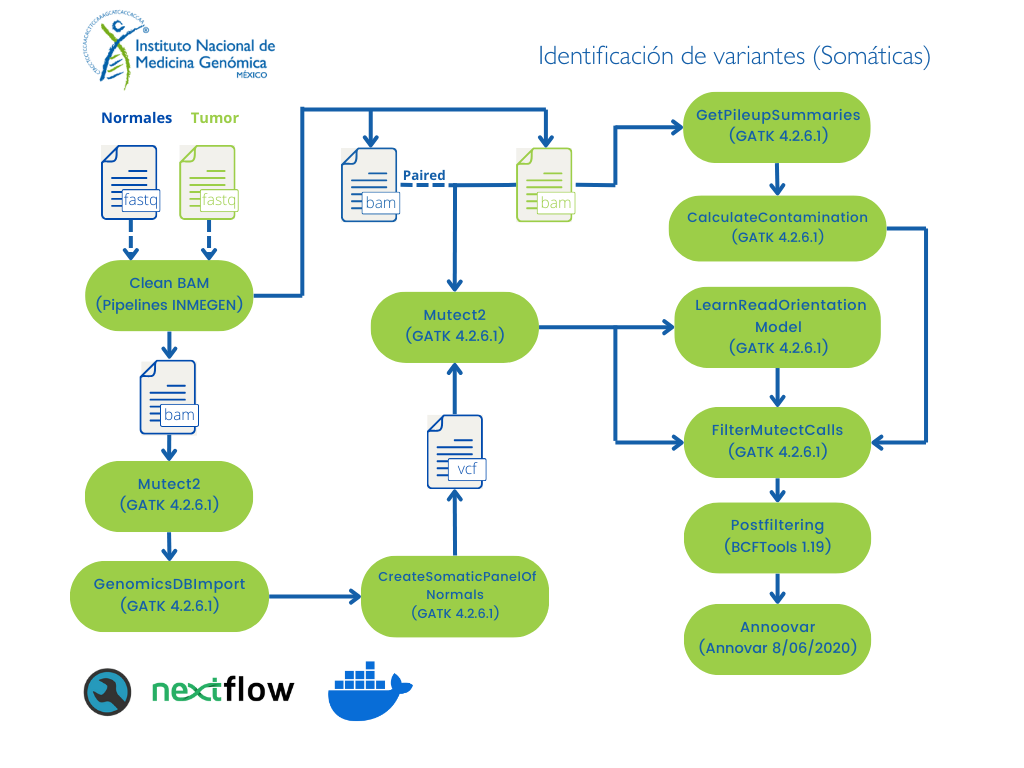 Instituto Nacional de
Medicina Genómica
MÉXICO
Identificación de variantes (Somáticas)
Normales
Tumor
fastq
fastq
Clean BAM
(Pipelines INMEGEN)
bam
Mutect2
(GATK 4.2.6.1)
GenomicsDBImport
(GATK 4.2.6.1)
bam
Paired
bam
Mutect2
(GATK 4.2.6.1)
vcf
CreateSomaticPanelOf
Normals
(GATK 4.2.6.1)
GetPileupSummaries
(GATK 4.2.6.1)
CalculateContamination
(GATK 4.2.6.1)
LearnReadOrientation
Model
(GATK 4.2.6.1)
FilterMutectCalls
(GATK 4.2.6.1)
Postfiltering
(BCFTools 1.19)
Annoovar
(Annovar 8/06/2020)
nextflow